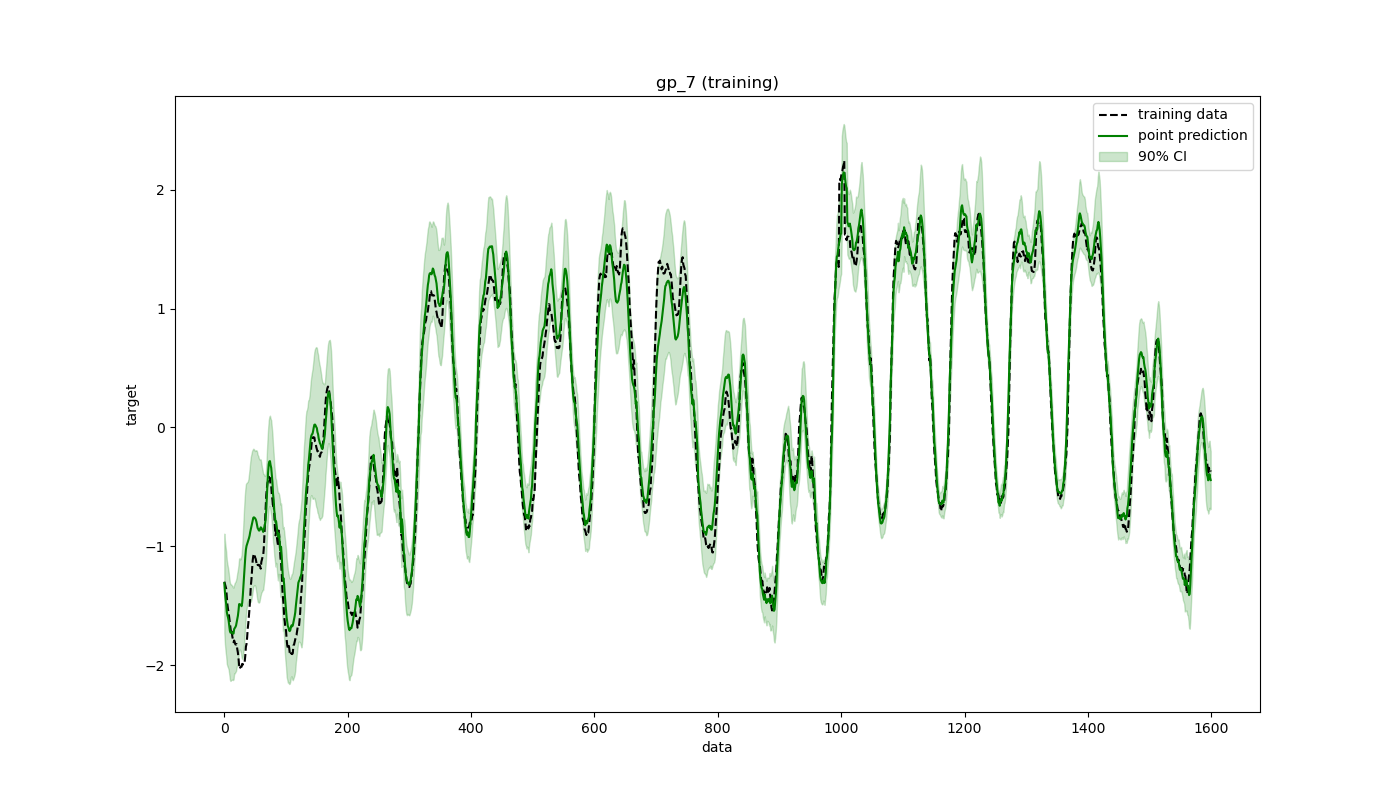 gp_7 (training)
training data
point prediction
90% CI
target
2
1
0
−1
−2
0 200 400 600 800 1000 1200 1400 1600
data